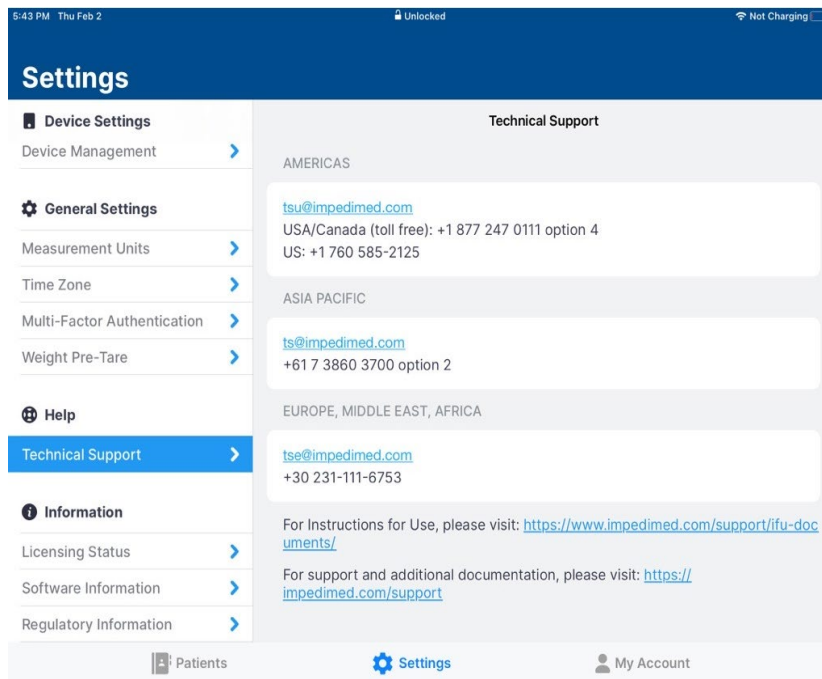 5:43 PM Thu Feb 2
Unlocked
Not Charging
Settings
Device Settings
Device Management
General Settings
Measurement Units
Time Zone
Multi-Factor Authentication
Weight Pre-Tare
Help
Technical Support
Information
Licensing Status
Software Information
Regulatory Information
Technical Support
AMERICAS
tsu@impedimed.com
USA/Canada (toll free): +1 877 247 0111 option 4
US: +1 760 585-2125
ASIA PACIFIC
ts@impedimed.com
+61 7 3860 3700 option 2
EUROPE, MIDDLE EAST, AFRICA
tse@impedimed.com
+30 231-111-6753
For Instructions for Use, please visit: https://www.impedimed.com/support/ifu-doc
uments/
For support and additional documentation, please visit: https://
impedimed.com/support
Patients
Settings
My Account